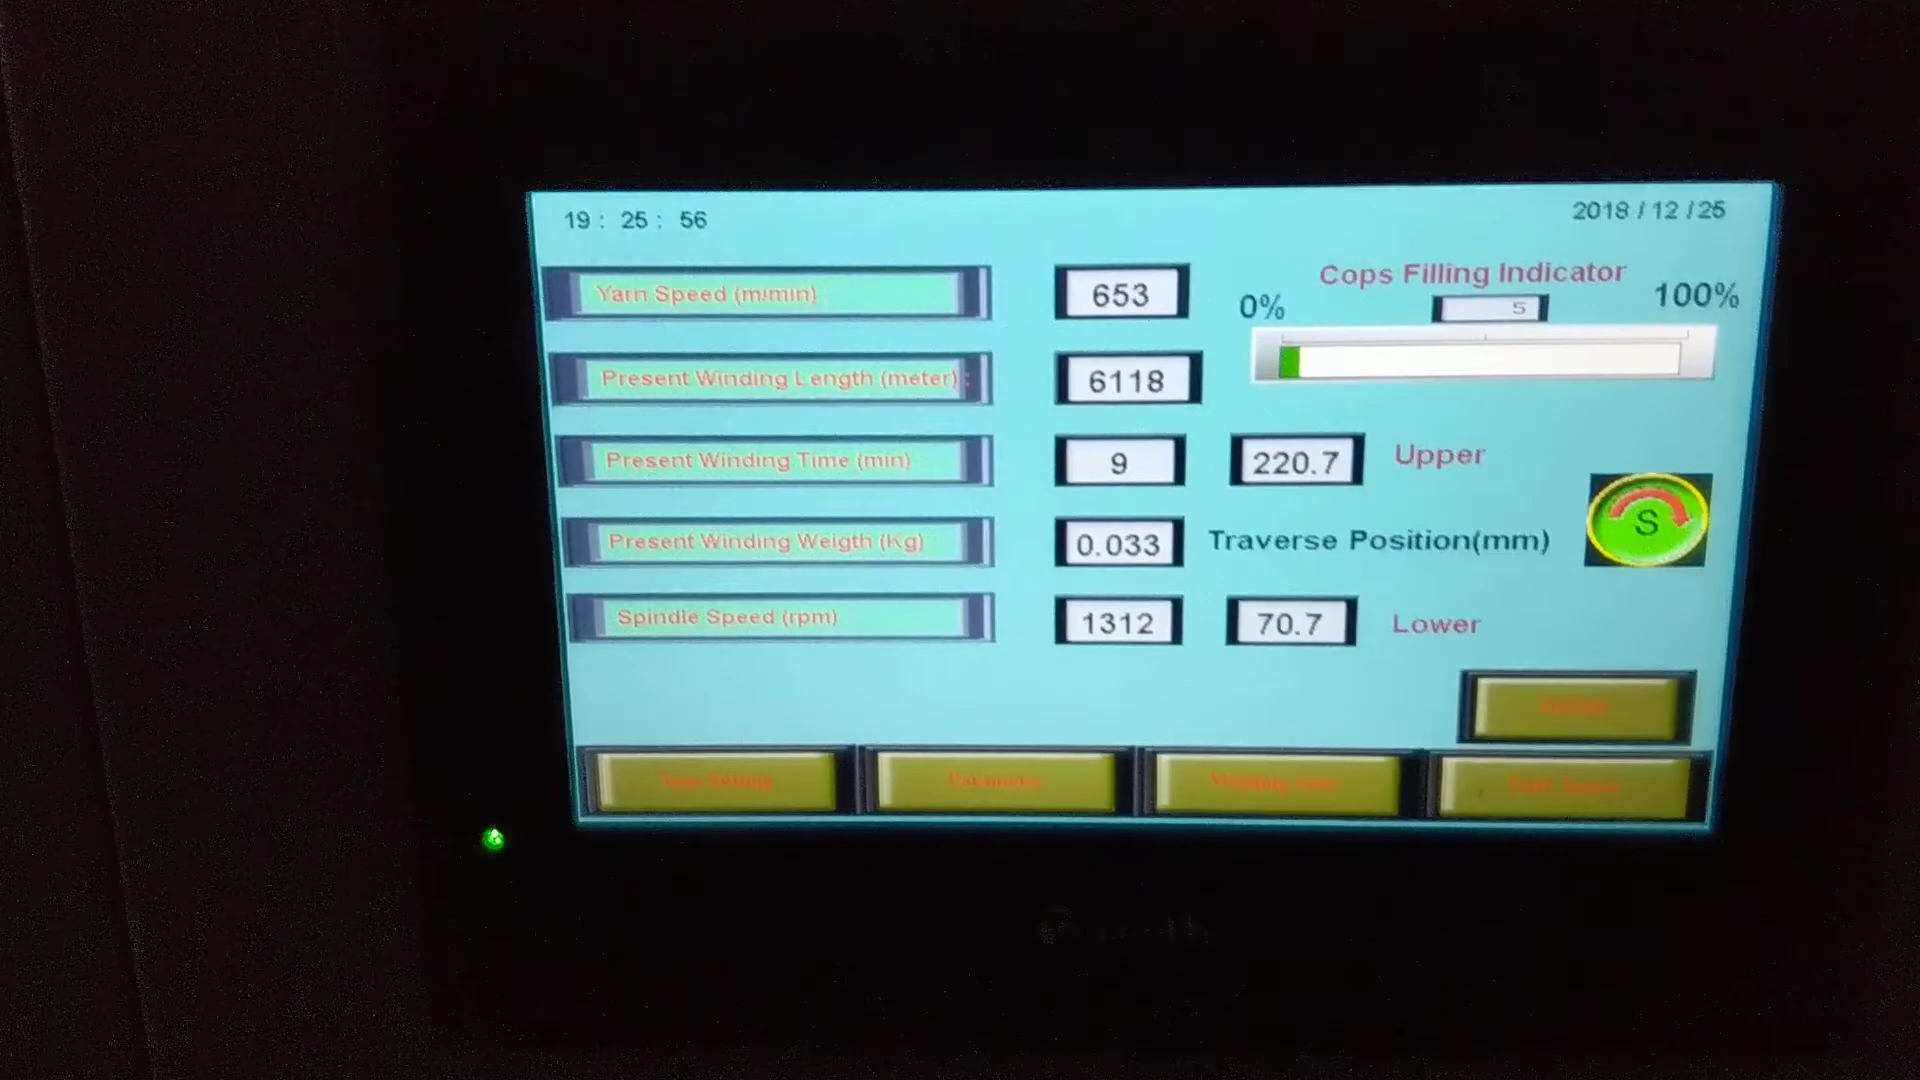 19 : 25 : 56
2018 / 12 / 25
Yarn Speed (m/min)
653
Cops Filling Indicator
0%
5
100%
Present Winding Length (meter) :
6118
Present Winding Time (min)
9
220.7
Upper
Present Winding Weigth (Kg)
0.033
Traverse Position(mm)
S
Spindle Speed (rpm)
1312
70.7
Lower
Parameter